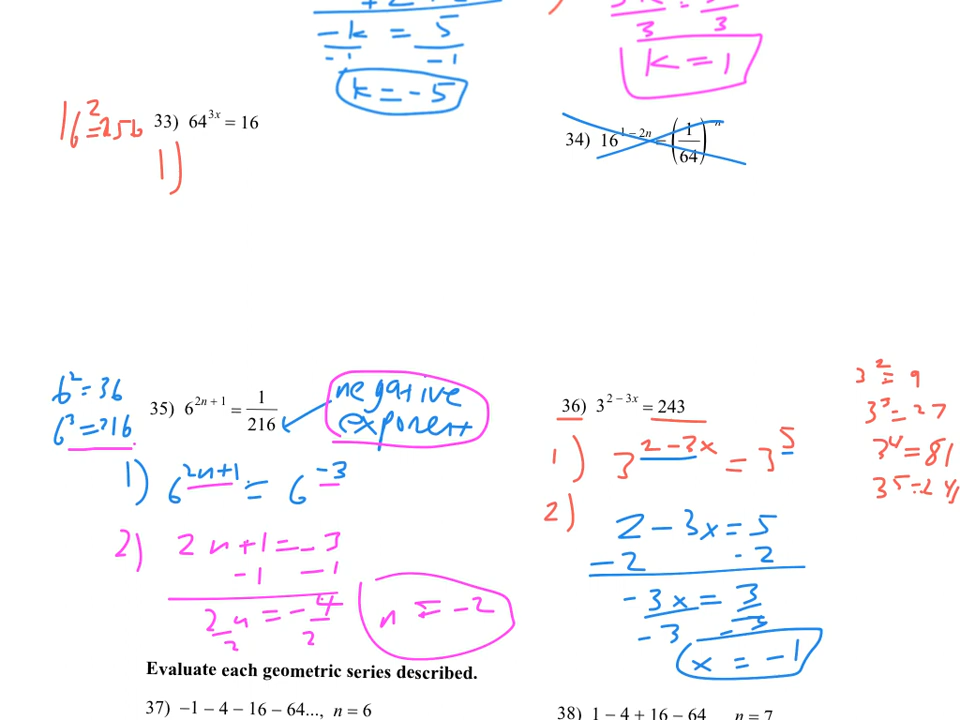 -k = 5
-1 -1
k = -5
3 3
k = 1
16² = 256
33) 64^{3x} = 16
1)
34) 16^{1 - 2n} = (1/64)
35) 6^{2n + 1} = 1/216
6² = 36
6³ = 216
negative
exponent
1) 6^{2n+1} = 6^{-3}
2) 2n+1 = -3
-1 -1
2n = -4
2 2
n = -2
36) 3^{2 - 3x} = 243
3² = 9
3³ = 27
3⁴ = 81
3⁵ = 24
1) 3^{2-3x} = 3^5
2)
2 - 3x = 5
-2 -2
-3x = 3
-3 -3
x = -1
Evaluate each geometric series described.
37) −1 − 4 − 16 − 64..., n = 6
38) 1 − 4 + 16 − 64 n = 7